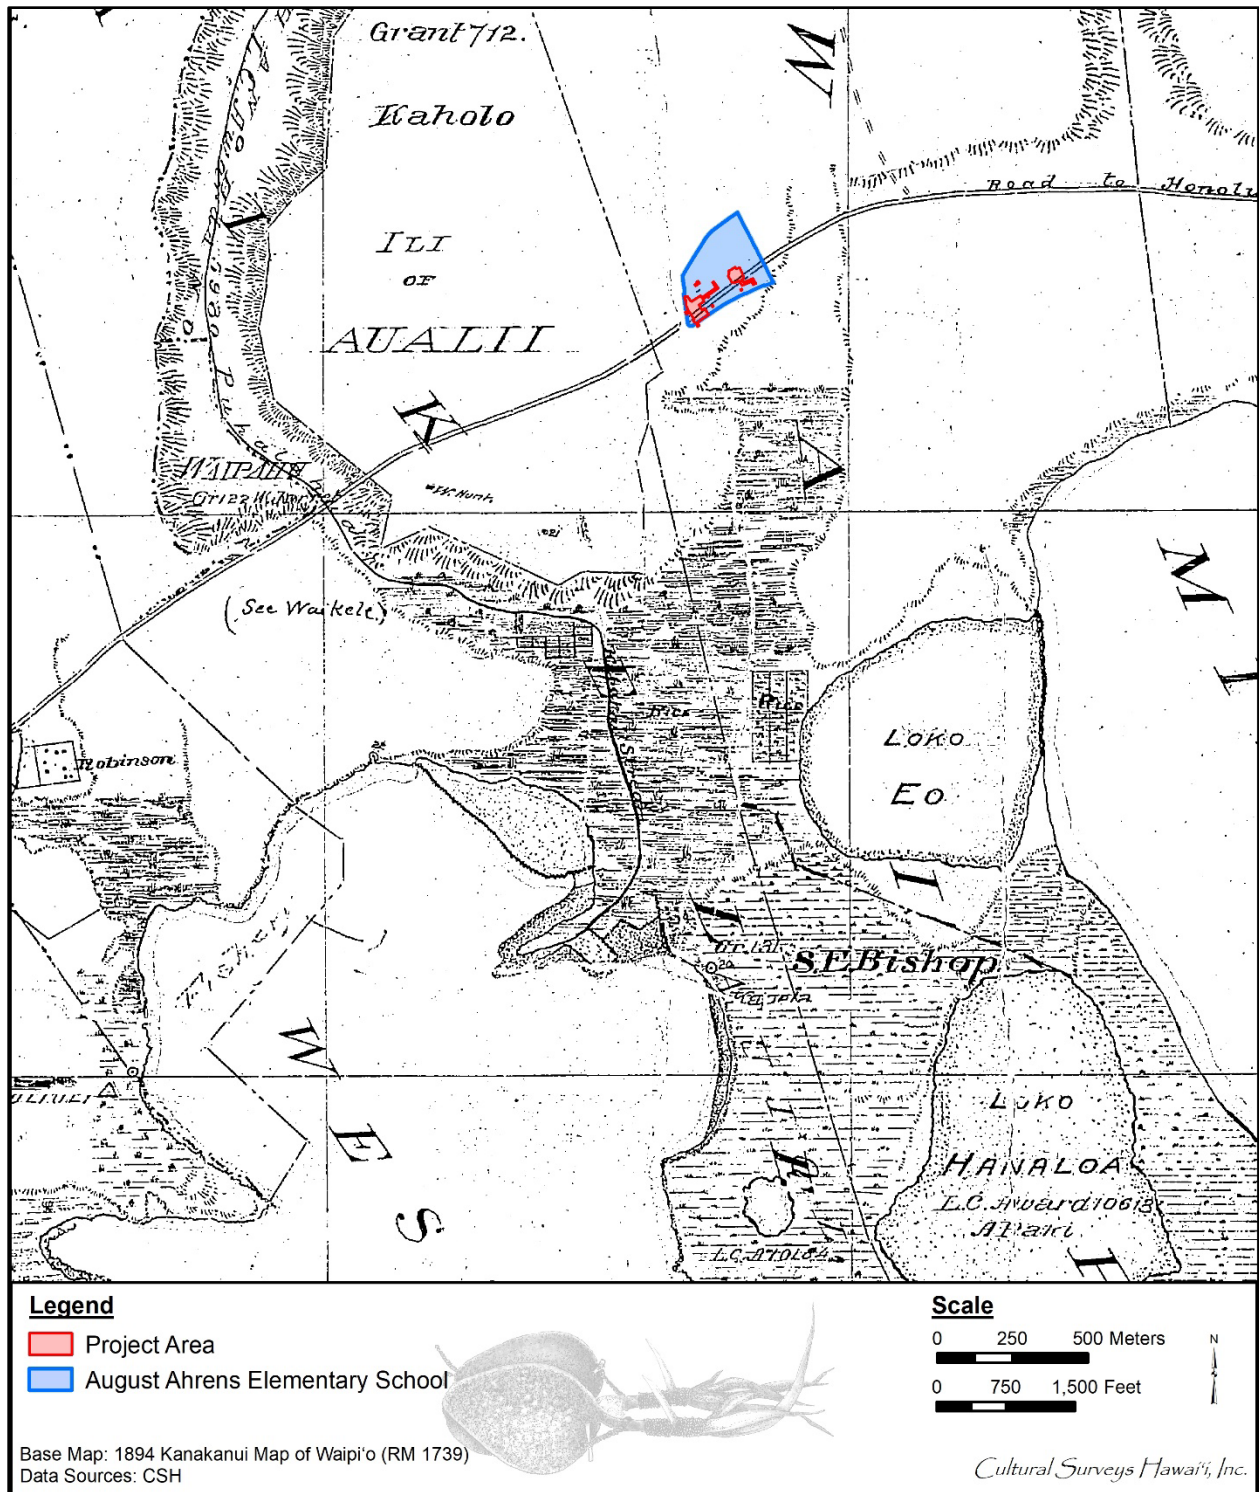 Grant 712.
Kaholo
ILI
OF
AUALII
W
M
Road to Honolu
I
K
A
WAIPAHU
(See Waikele)
Robinson
Rice
Rice
LOKO
EO
M
I
I
S.E. Bishop
W
E
S
LOKO
HANALOA
L.C. Award 10613
A Paki
Legend
Project Area
August Ahrens Elementary School
Scale
0 250 500 Meters
0 750 1,500 Feet
N
Base Map: 1894 Kanakanui Map of Waipi‘o (RM 1739)
Data Sources: CSH
Cultural Surveys Hawai‘i, Inc.